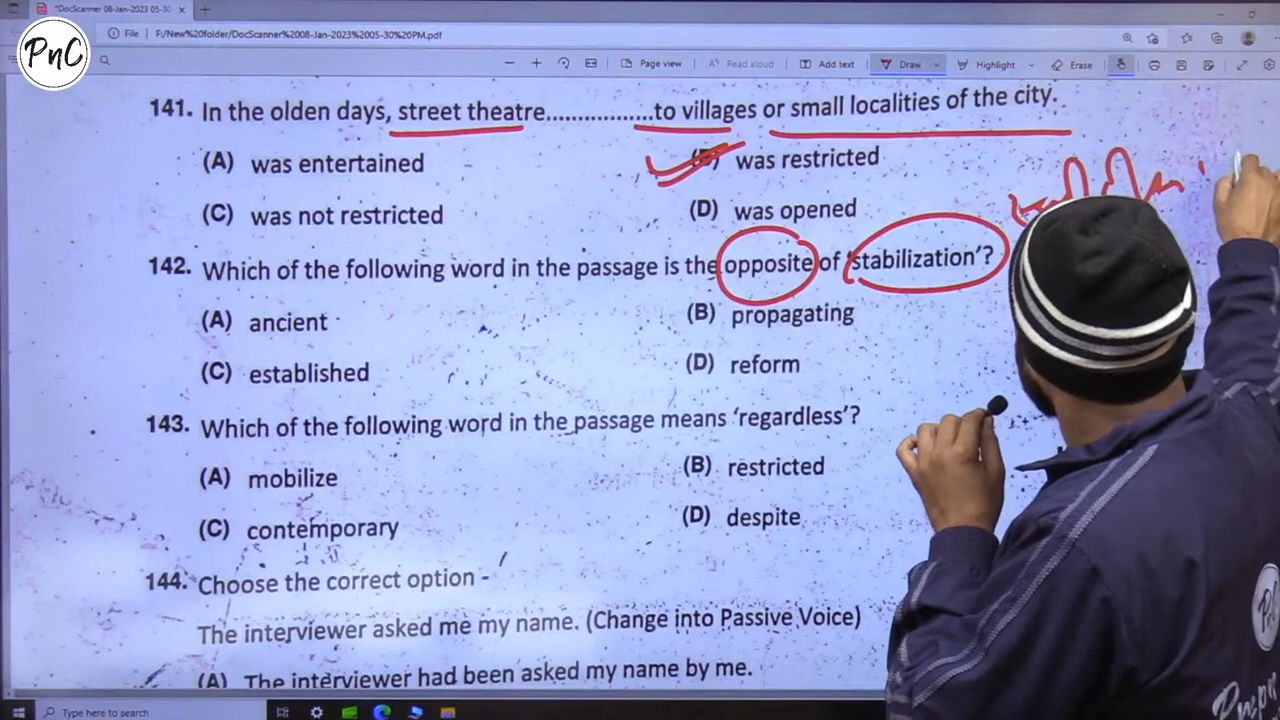 *DocScanner 08-Jan-2023 05-30
PnC
File F:/New%20folder/DocScanner%2008-Jan-2023%2005-30%20PM.pdf
Page view Read aloud Add text Draw Highlight Erase
141. In the olden days, street theatre.................to villages or small localities of the city.
(A) was entertained
was restricted
(C) was not restricted
(D) was opened
142. Which of the following word in the passage is the opposite of 'stabilization'?
(A) ancient
(B) propagating
(C) established
(D) reform
143. Which of the following word in the passage means 'regardless'?
(A) mobilize
(B) restricted
(C) contemporary
(D) despite
144. Choose the correct option -
The interviewer asked me my name. (Change into Passive Voice)
(A) The interviewer had been asked my name by me.
Type here to search
PnC